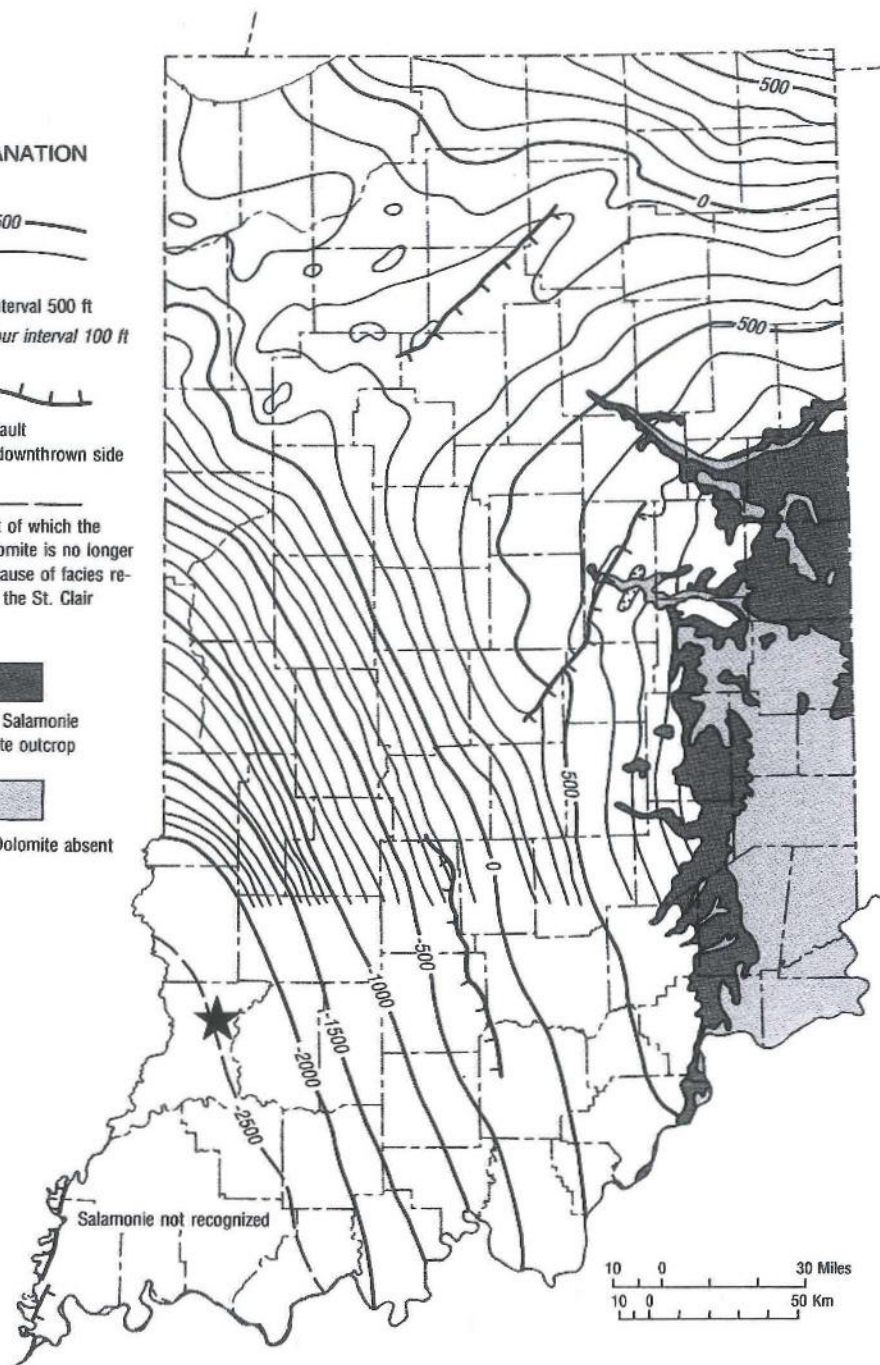 ANATION
500
terval 500 ft
our interval 100 ft
ault
downthrown side
t of which the
omite is no longer
ause of facies re-
the St. Clair
Salamonie
te outcrop
Dolomite absent
500
0
-500
500
0
-500
-1000
-1500
-2000
-2500
Salamonie not recognized
10 0 30 Miles
10 0 50 Km